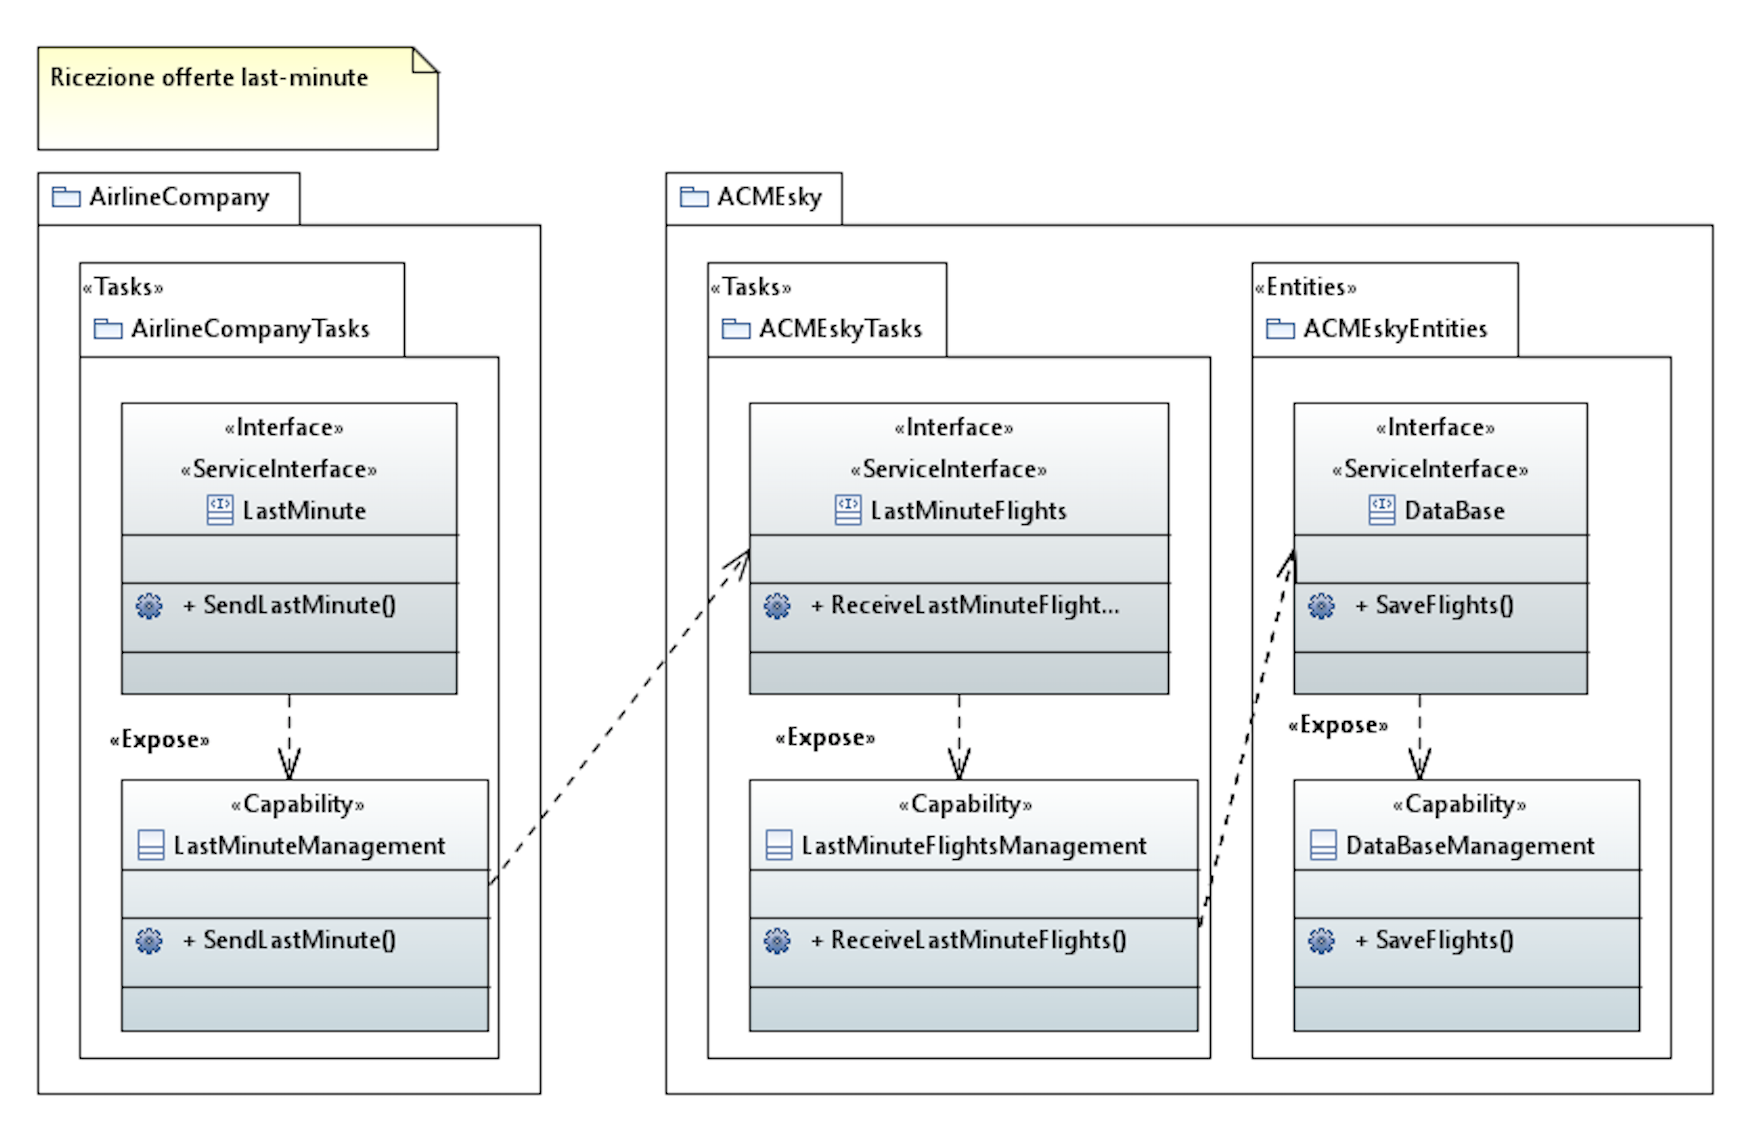 Ricezione offerte last-minute
AirlineCompany
«Tasks»
AirlineCompanyTasks
«Interface»
«ServiceInterface»
<I> LastMinute
+ SendLastMinute()
«Expose»
«Capability»
LastMinuteManagement
+ SendLastMinute()
ACMEsky
«Tasks»
ACMEskyTasks
«Interface»
«ServiceInterface»
<I> LastMinuteFlights
+ ReceiveLastMinuteFlight...
«Expose»
«Capability»
LastMinuteFlightsManagement
+ ReceiveLastMinuteFlights()
«Entities»
ACMEskyEntities
«Interface»
«ServiceInterface»
<I> DataBase
+ SaveFlights()
«Expose»
«Capability»
DataBaseManagement
+ SaveFlights()